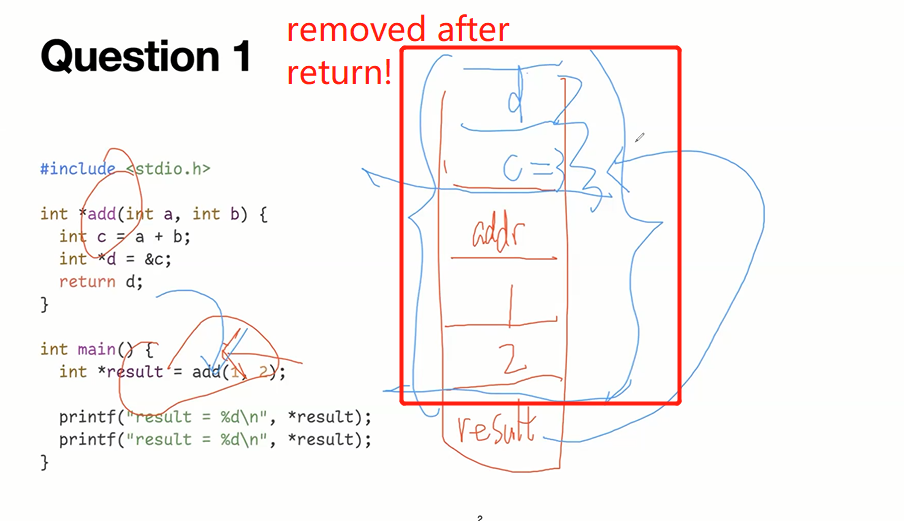 removed after
return!
Question 1
#include <stdio.h>
int *add(int a, int b) {
int c = a + b;
int *d = &c;
return d;
}
int main() {
int *result = add(1, 2);
printf("result = %d\n", *result);
printf("result = %d\n", *result);
}
d
c = 3
addr
1
2
result
2